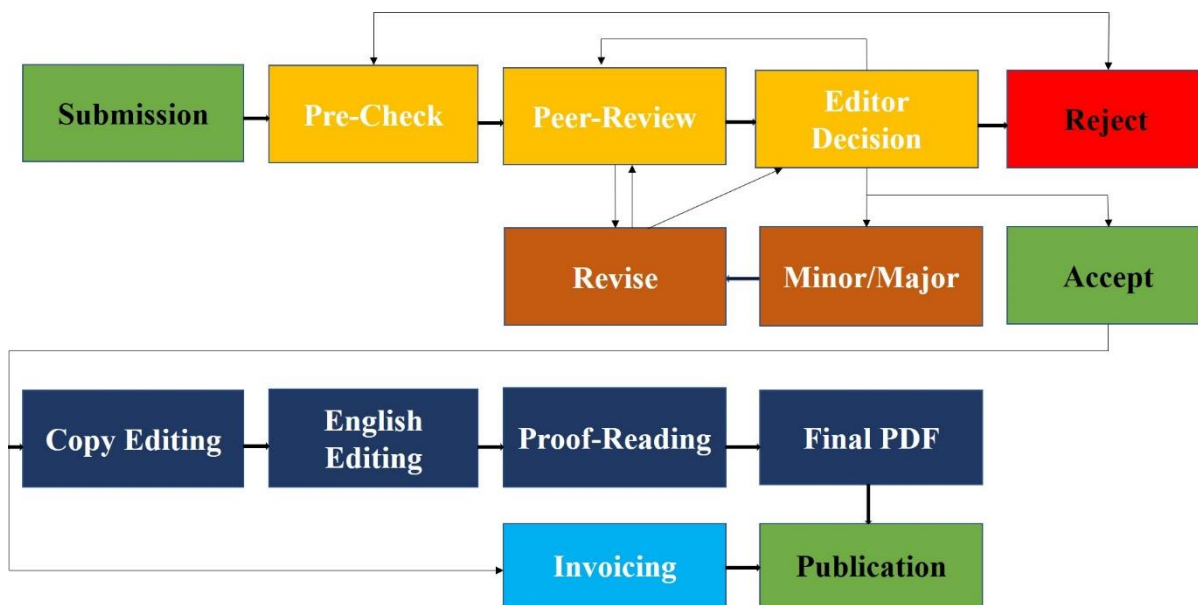 Submission
Pre-Check
Peer-Review
Editor
Decision
Reject
Revise
Minor/Major
Accept
Copy Editing
English
Editing
Proof-Reading
Final PDF
Invoicing
Publication